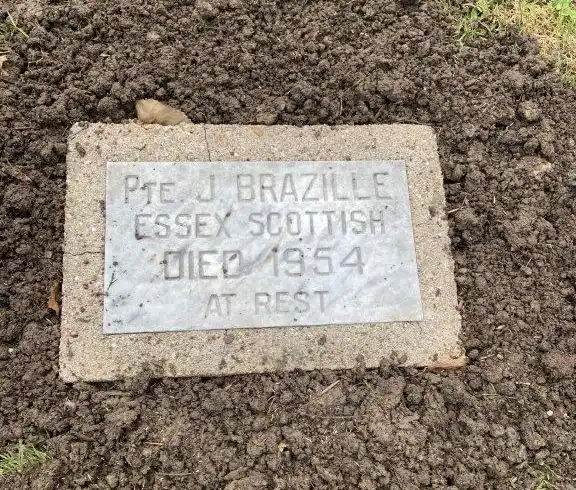 PTE J BRAZILLE
ESSEX SCOTTISH
DIED 1954
AT REST